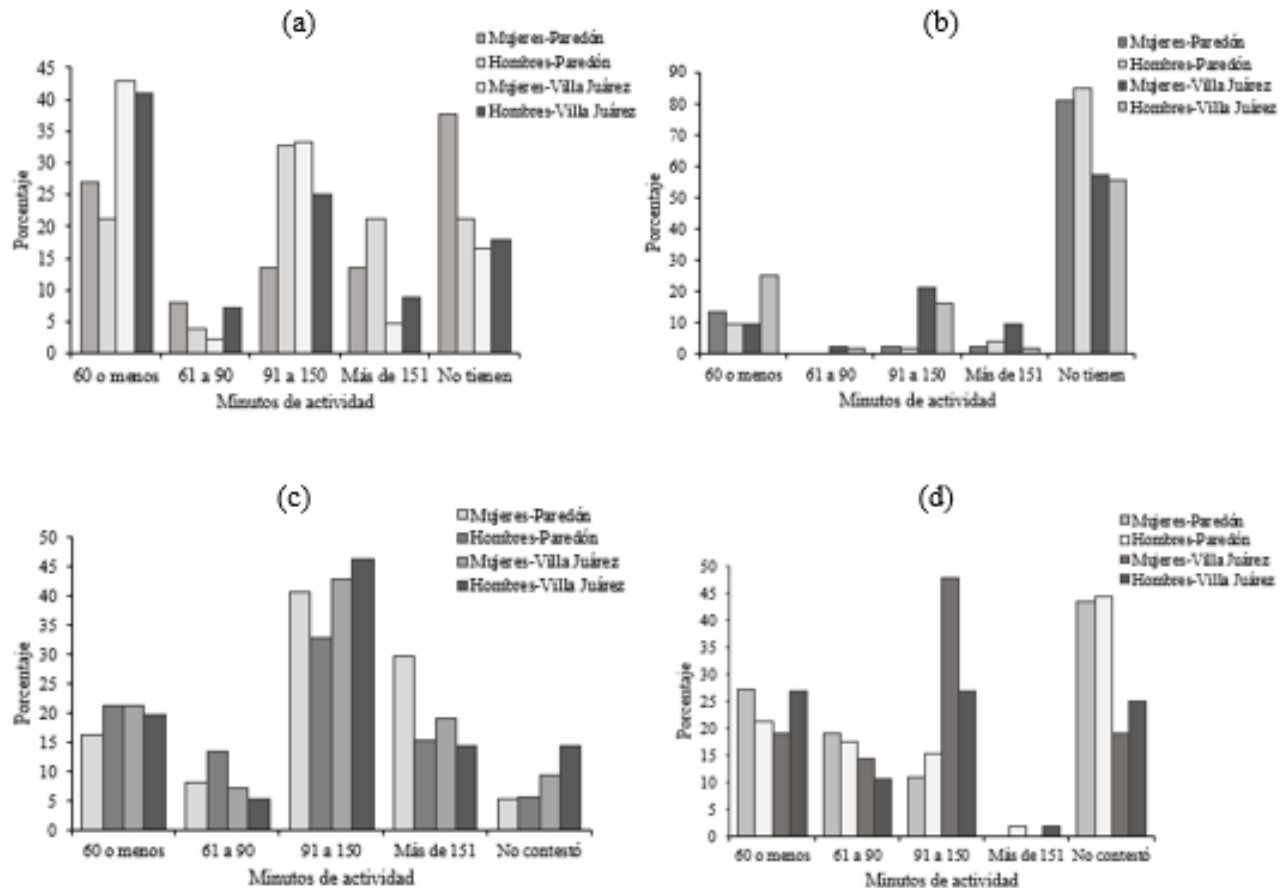 (a)
Mujeres-Paredón
Hombres-Paredón
Mujeres-Villa Juárez
Hombres-Villa Juárez
45
40
35
30
25
20
15
10
5
0
Porcentaje
60 o menos 61 a 90 91 a 150 Más de 151 No tienen
Minutos de actividad
(b)
Mujeres-Paredón
Hombres-Paredón
Mujeres-Villa Juárez
Hombres-Villa Juárez
90
80
70
60
50
40
30
20
10
0
Porcentaje
60 o menos 61 a 90 91 a 150 Más de 151 No tienen
Minutos de actividad
(c)
Mujeres-Paredón
Hombres-Paredón
Mujeres-Villa Juárez
Hombres-Villa Juárez
50
45
40
35
30
25
20
15
10
5
0
Porcentaje
60 o menos 61 a 90 91 a 150 Más de 151 No contestó
Minutos de actividad
(d)
Mujeres-Paredón
Hombres-Paredón
Mujeres-Villa Juárez
Hombres-Villa Juárez
50
45
40
35
30
25
20
15
10
5
0
Porcentaje
60 o menos 61 a 90 91 a 150 Más de 151 No contestó
Minutos de actividad